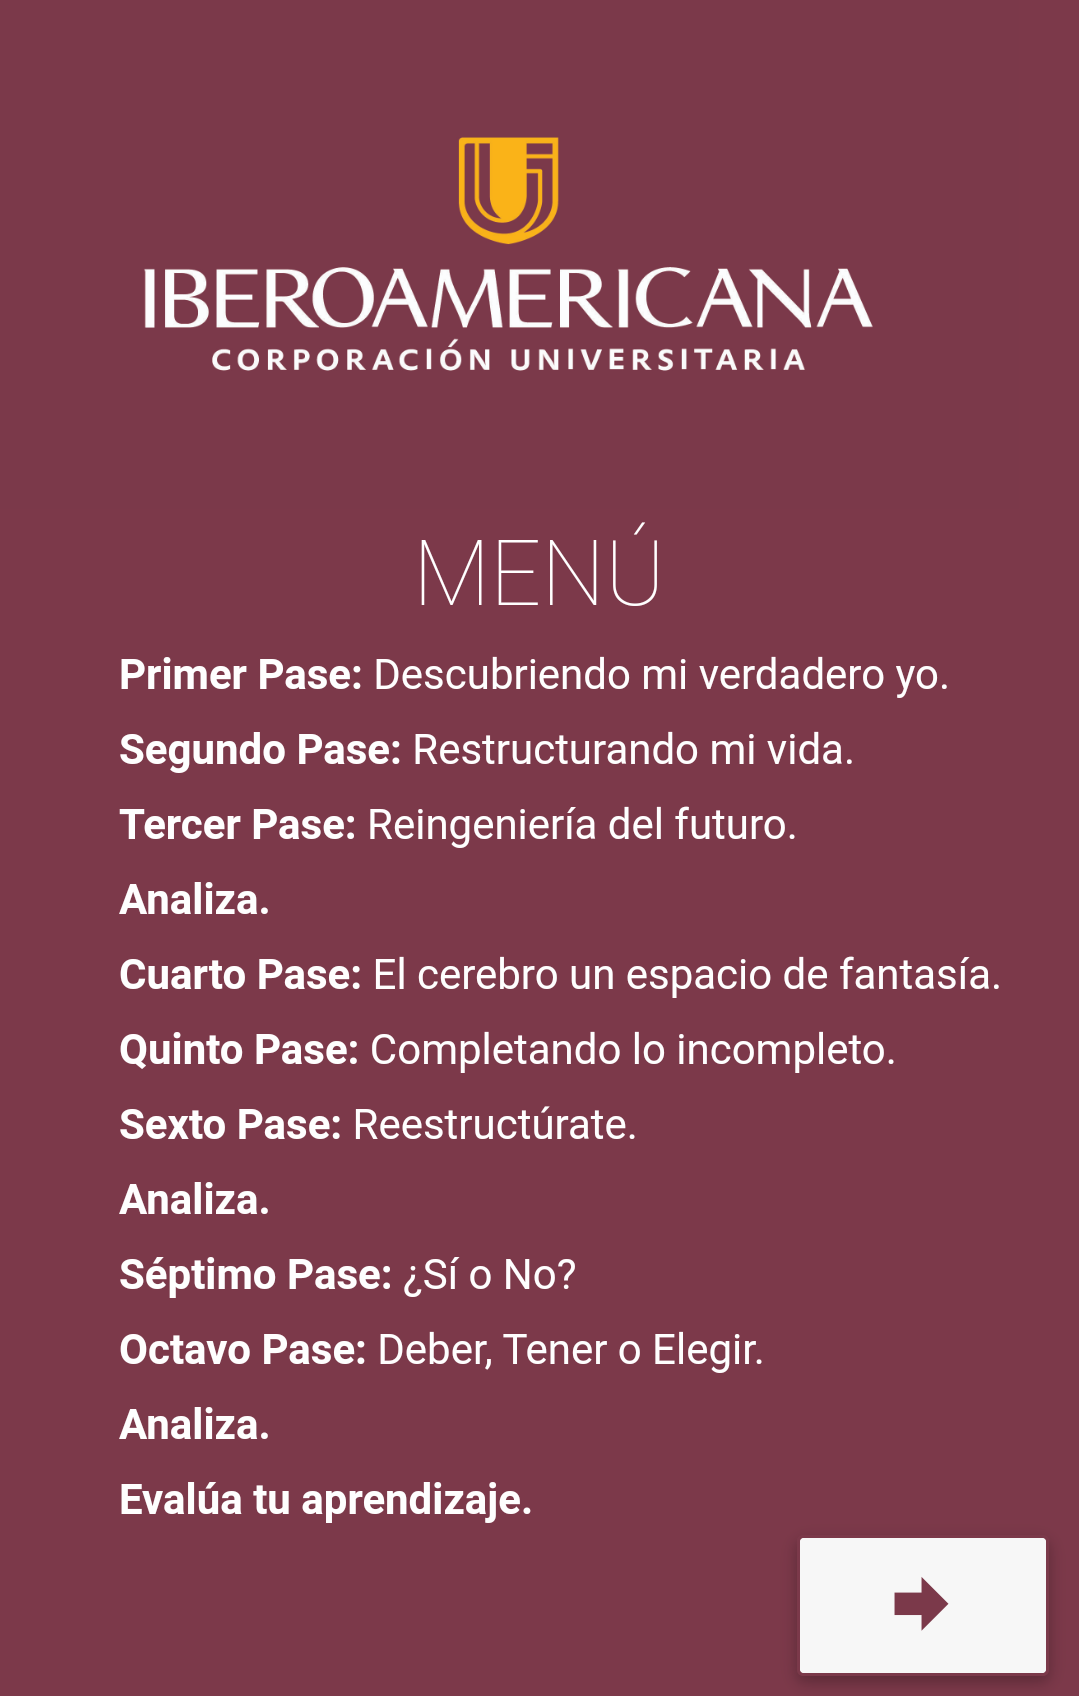 IBEROAMERICANA
CORPORACIÓN UNIVERSITARIA
MENÚ
Primer Pase: Descubriendo mi verdadero yo.
Segundo Pase: Restructurando mi vida.
Tercer Pase: Reingeniería del futuro.
Analiza.
Cuarto Pase: El cerebro un espacio de fantasía.
Quinto Pase: Completando lo incompleto.
Sexto Pase: Reestructúrate.
Analiza.
Séptimo Pase: ¿Sí o No?
Octavo Pase: Deber, Tener o Elegir.
Analiza.
Evalúa tu aprendizaje.